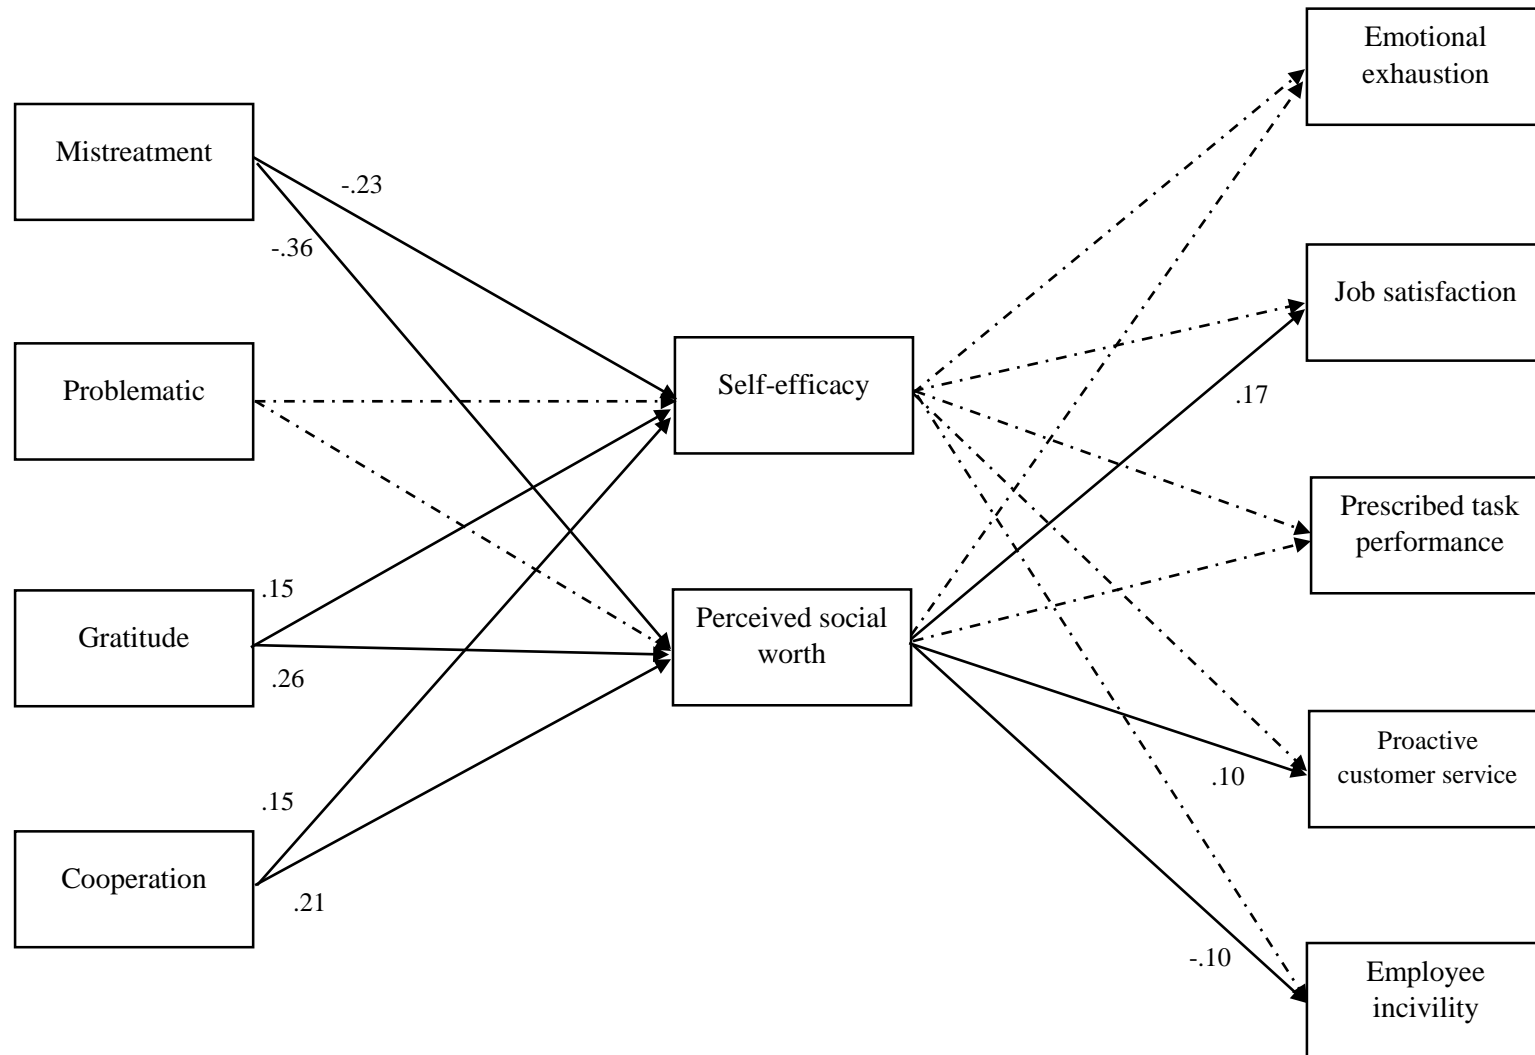 Emotional
exhaustion
Mistreatment
-.23
-.36
Job satisfaction
Problematic
Self-efficacy
.17
Prescribed task
performance
.15
Gratitude
.26
Perceived social
worth
Proactive
customer service
.10
.15
Cooperation
.21
-.10
Employee
incivility